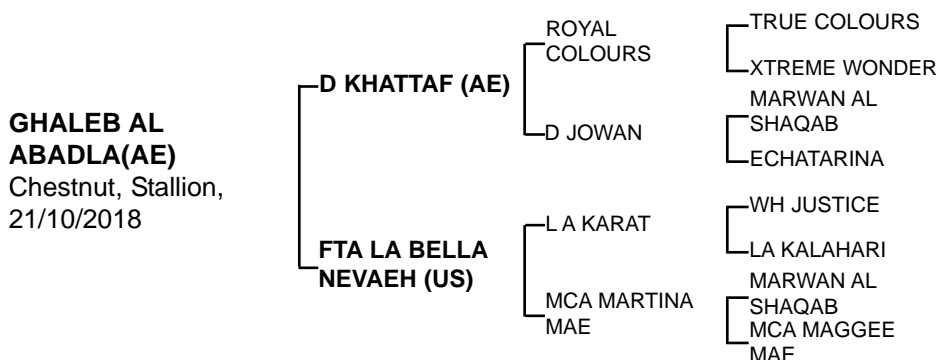 GHALEB AL
ABADLA(AE)
Chestnut, Stallion,
21/10/2018
D KHATTAF (AE)
FTA LA BELLA
NEVAEH (US)
ROYAL
COLOURS
D JOWAN
L A KARAT
MCA MARTINA
MAE
TRUE COLOURS
XTREME WONDER
MARWAN AL
SHAQAB
ECHATARINA
WH JUSTICE
LA KALAHARI
MARWAN AL
SHAQAB
MCA MAGGEE
MAE